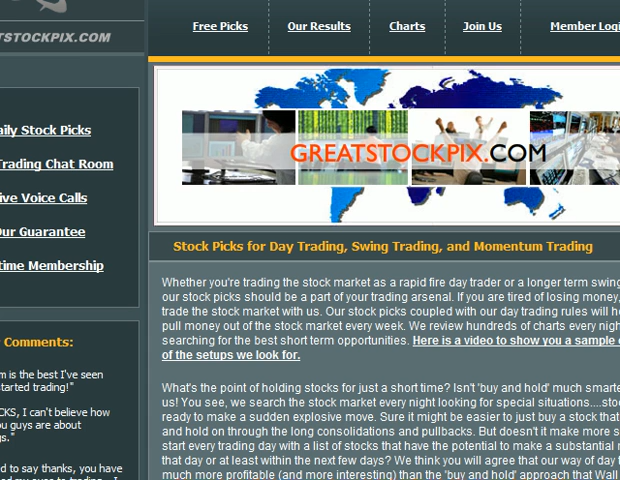 TSTOCKPIX.COM
Free Picks
Our Results
Charts
Join Us
Member Logi
GREATSTOCKPIX.COM
aily Stock Picks
Trading Chat Room
ive Voice Calls
Our Guarantee
time Membership
Comments:
m is the best I've seen
started trading!"
CKS, I can't believe how
ou guys are about
gs."
d to say thanks, you have
Stock Picks for Day Trading, Swing Trading, and Momentum Trading
Whether you're trading the stock market as a rapid fire day trader or a longer term swing
our stock picks should be a part of your trading arsenal. If you are tired of losing money,
trade the stock market with us. Our stock picks coupled with our day trading rules will he
pull money out of the stock market every week. We review hundreds of charts every nigh
searching for the best short term opportunities. Here is a video to show you a sample o
of the setups we look for.
What's the point of holding stocks for just a short time? Isn't 'buy and hold' much smarte
us! You see, we search the stock market every night looking for special situations....stoc
ready to make a sudden explosive move. Sure it might be easier to just buy a stock that
and hold on through the long consolidations and pullbacks. But doesn't it make more s
start every trading day with a list of stocks that have the potential to make a substantial m
that day or at least within the next few days? We think you will agree that our way of day t
much more profitable (and more interesting) than the 'buy and hold' approach that Wall